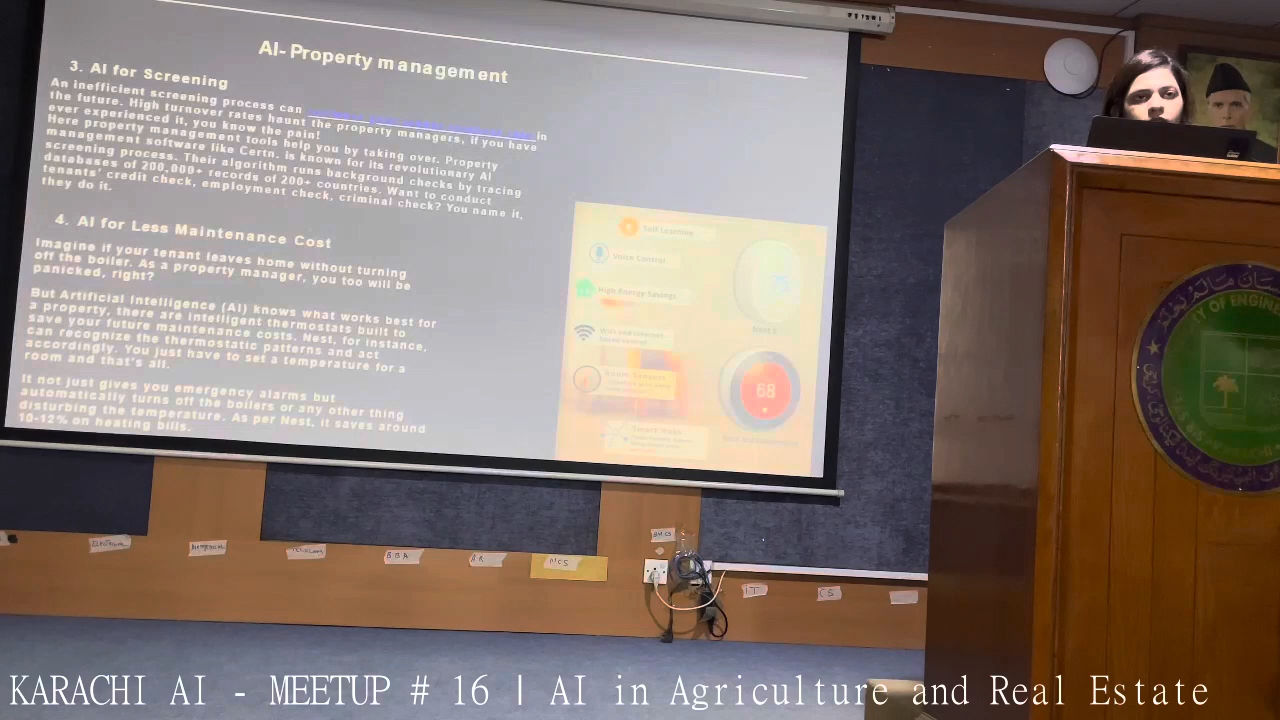 AI- Property management
3. AI for Screening
An inefficient screening process can
in
the future. High turnover rates haunt the property managers, if you have
ever experienced it, you know the pain!
Here property management tools help you by taking over. Property
management software like Certn, is known for its revolutionary AI
screening process. Their algorithm runs background checks by tracing
databases of 200,000+ records of 200+ countries. Want to conduct
tenants' credit check, employment check, criminal check? You name it,
they do it.
4. AI for Less Maintenance Cost
Imagine if your tenant leaves home without turning
off the boiler. As a property manager, you too will be
panicked, right?
But Artificial Intelligence (AI) knows what works best for
a property, there are intelligent thermostats built to
save your future maintenance costs. Nest, for instance,
can recognize the thermostatic patterns and act
accordingly. You just have to set a temperature for a
room and that's all.
It not just gives you emergency alarms but
automatically turns off the boilers or any other thing
disturbing the temperature. As per Nest, it saves around
10-12% on heating bills.
Self Learning
Voice Control
High Energy Savings
Room Sensors
75
68
BBA
AR
MCS
BMCS
IT
CS
OF ENGINE
KARACHI AI - MEETUP # 16 | AI in Agriculture and Real Estate